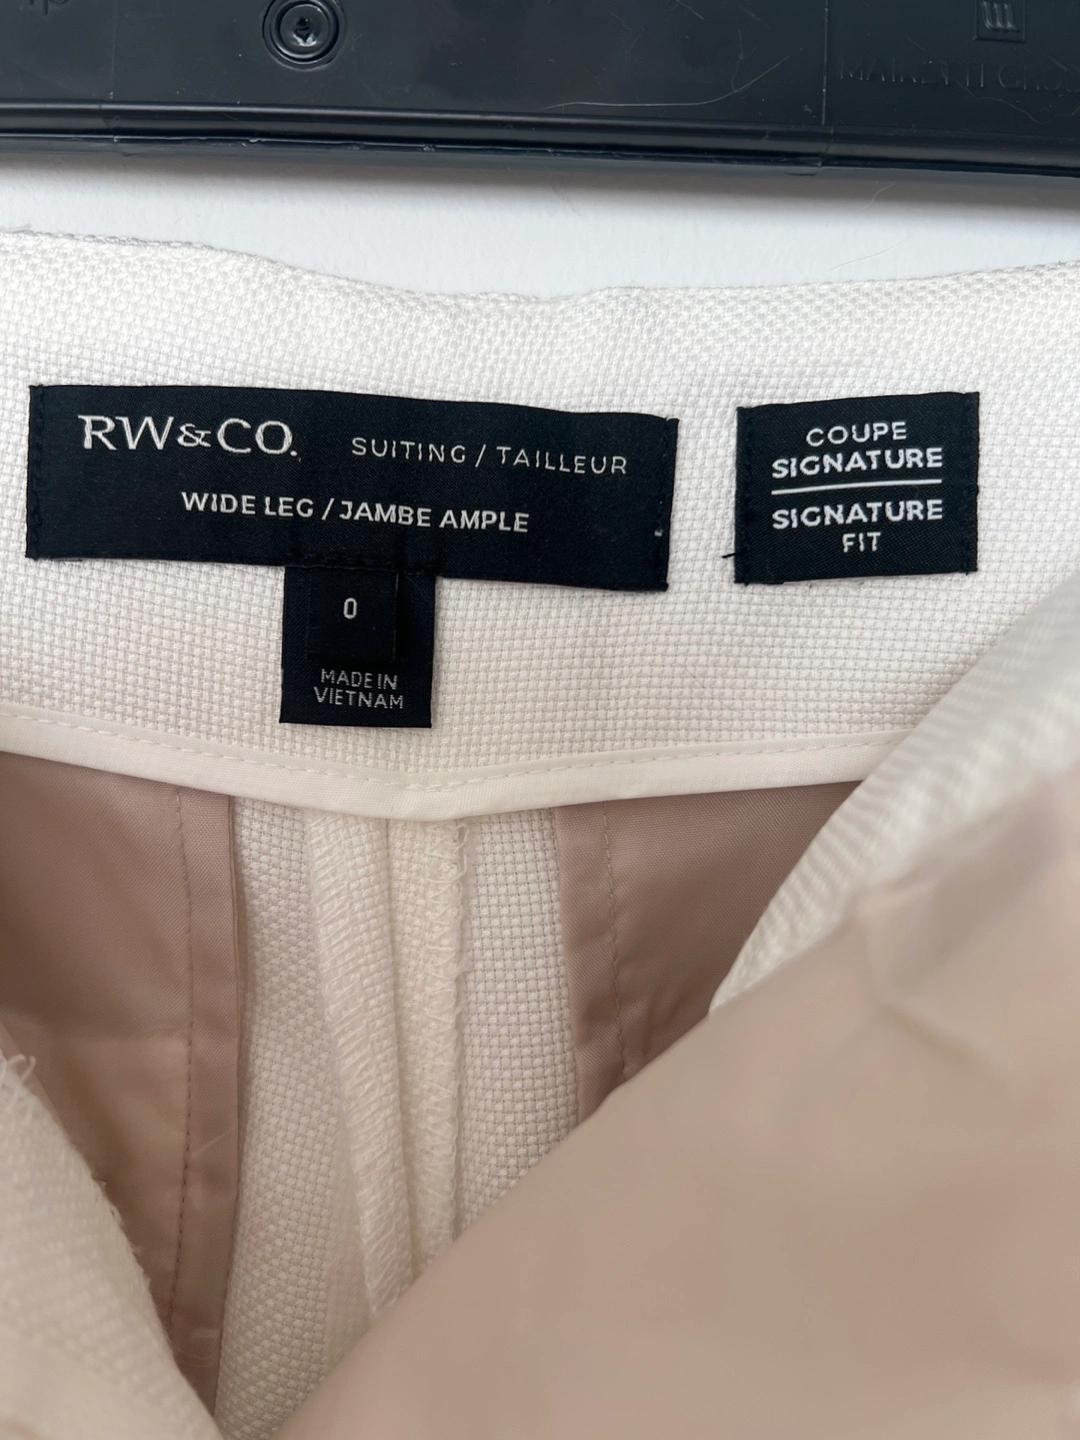 RW&CO. SUITING / TAILLEUR
WIDE LEG / JAMBE AMPLE
0
MADE IN
VIETNAM
COUPE
SIGNATURE
SIGNATURE
FIT